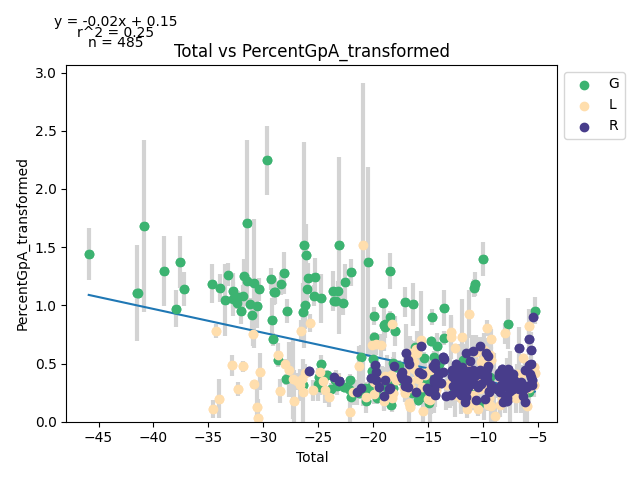 y = -0.02x + 0.15
r^2 = 0.25
n = 485
Total vs PercentGpA_transformed
G
L
R
PercentGpA_transformed
3.0
2.5
2.0
1.5
1.0
0.5
0.0
−45 −40 −35 −30 −25 −20 −15 −10 −5
Total